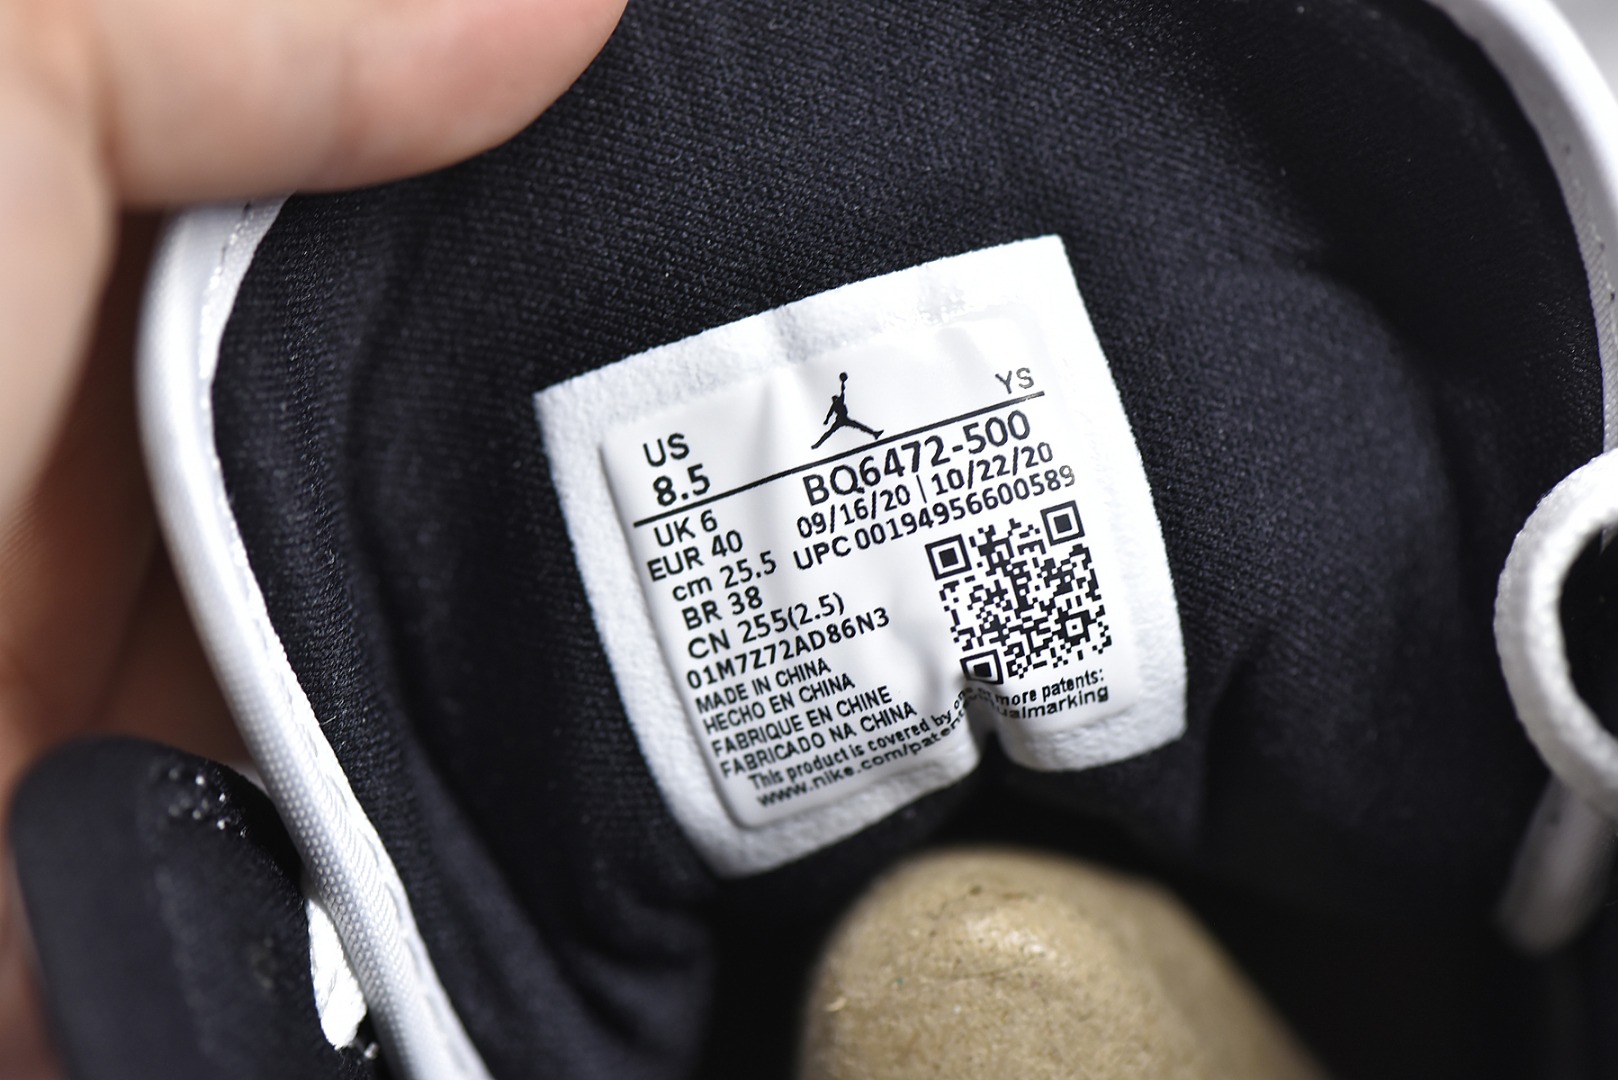 US
8.5
YS
BQ6472-500
09/16/20 | 10/22/20
UPC 00194956600589
UK 6
EUR 40
cm 25.5
BR 38
CN 255(2.5)
01M7Z72AD86N3
MADE IN CHINA
HECHO EN CHINA
FABRIQUE EN CHINE
FABRICADO NA CHINA
This product is covered by one or more patents:
www.nike.com/paten